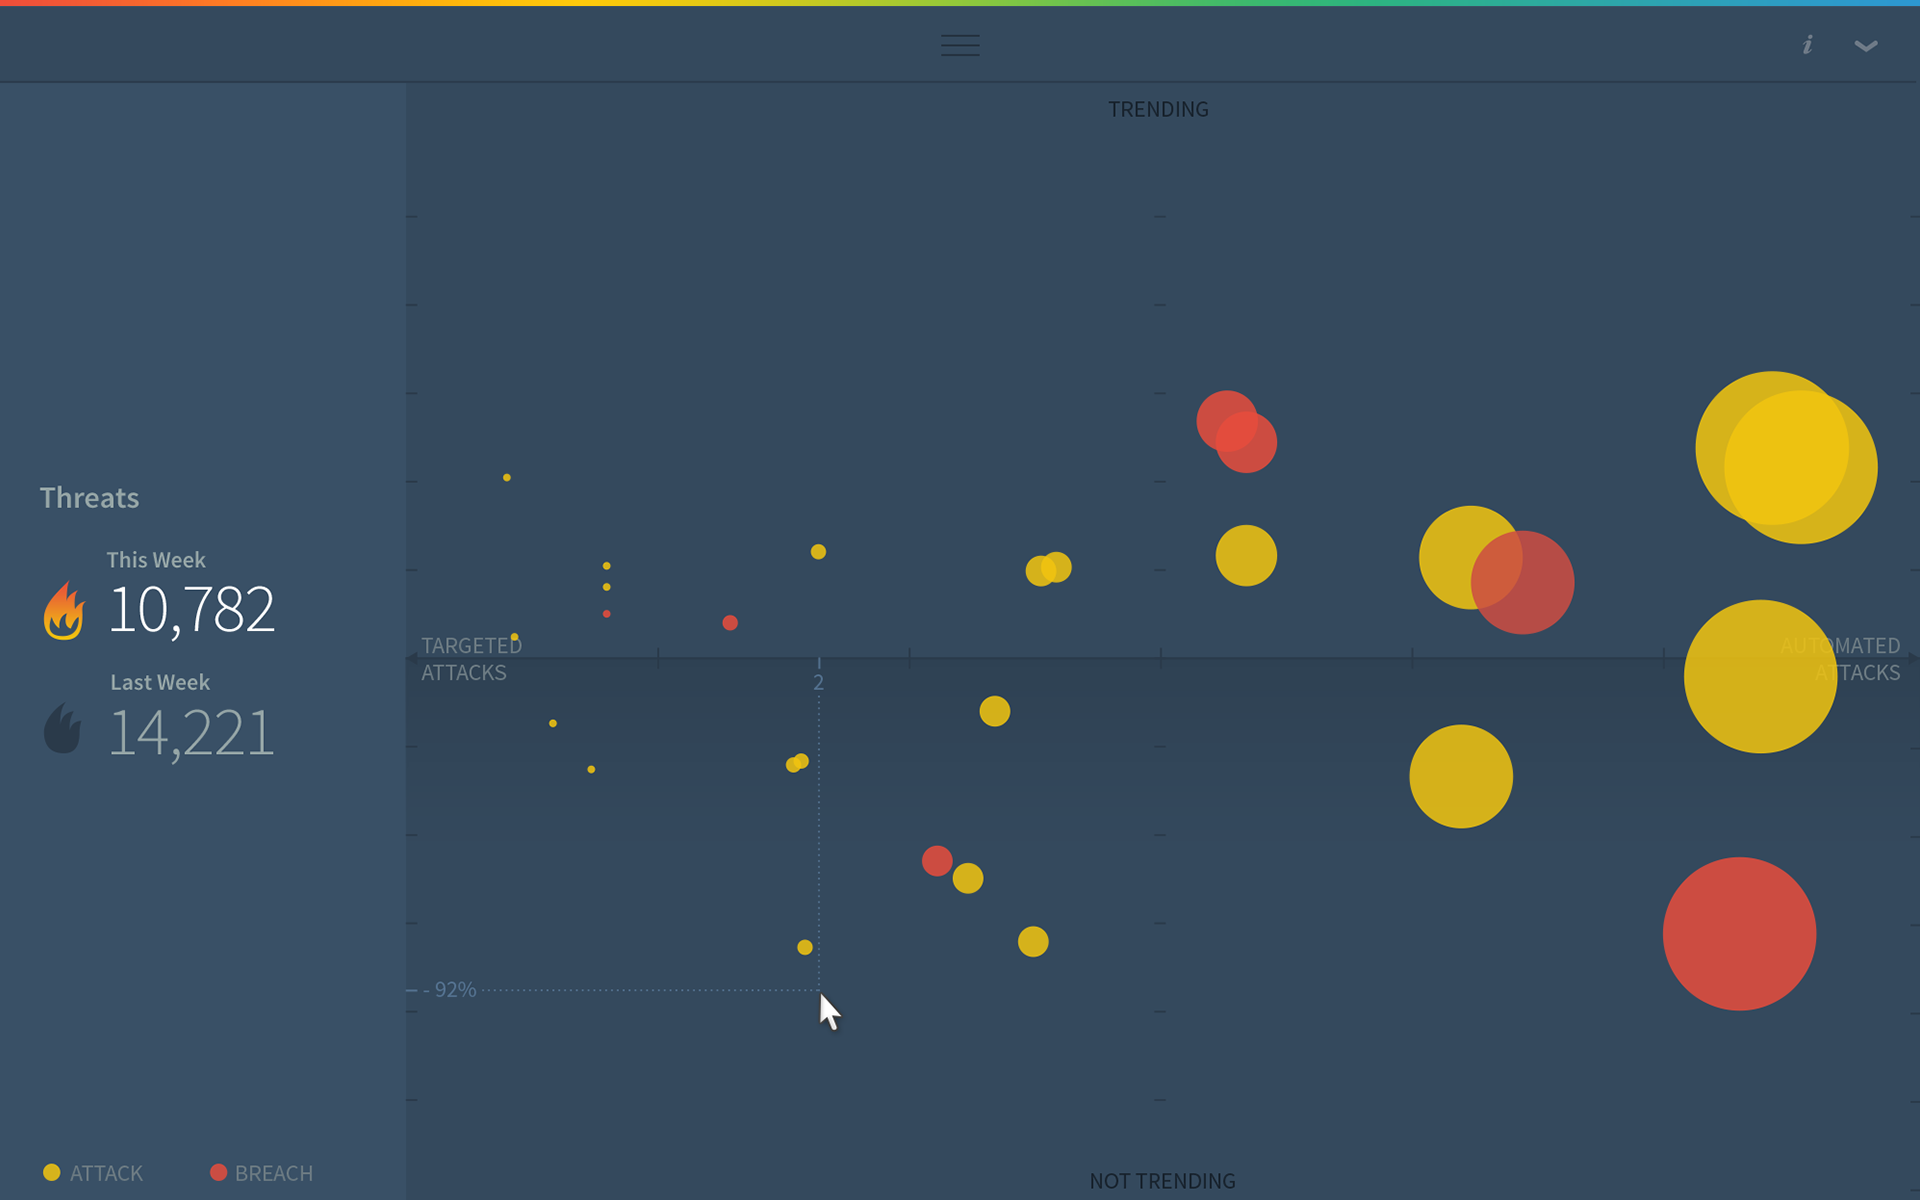 i
TRENDING
Threats
This Week
10,782
Last Week
14,221
TARGETED
ATTACKS
AUTOMATED
ATTACKS
2
- 92%
ATTACK
BREACH
NOT TRENDING